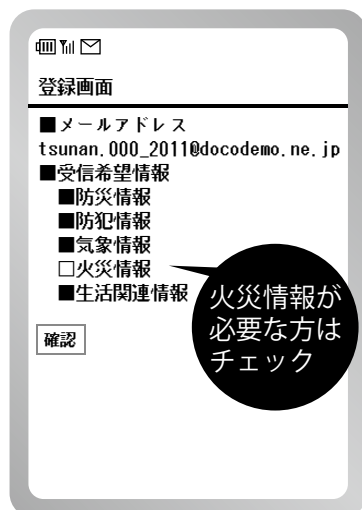 登録画面
■メールアドレス
tsunan.000_2011@docodemo.ne.jp
■受信希望情報
■防災情報
■防犯情報
■気象情報
□火災情報
■生活関連情報
火災情報が
必要な方は
チェック
確認